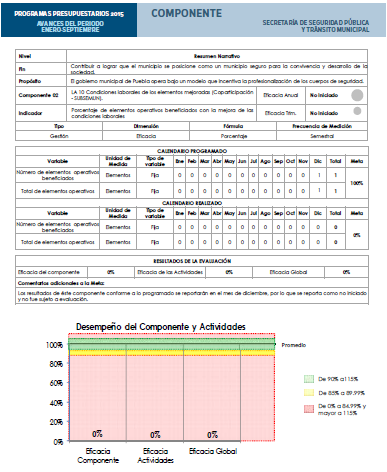 PROGRAMAS PRESUPUESTARIOS 2015
AVANCES DEL PERIODO
ENERO-SEPTIEMBRE
COMPONENTE
SECRETARÍA DE SEGURIDAD PÚBLICA
Y TRÁNSITO MUNICIPAL
Nivel Resumen Narrativo
Fin Contribuir a lograr que el municipio se posicione como un municipio seguro para la convivencia y desarrollo de la sociedad.
Propósito El gobierno municipal de Puebla opera bajo un modelo que incentiva la profesionalización de los cuerpos de seguridad.
Componente 02 LA 10 Condiciones laborales de los elementos mejoradas (Coparticipación - SUBSEMUN). Eficacia Anual No Iniciado
Indicador Porcentaje de elementos operativos beneficiados con la mejora de las condiciones laborales Eficacia Trim. No Iniciado
Tipo Dimensión Fórmula Frecuencia de Medición
Gestión Eficacia Porcentaje Semestral
CALENDARIO PROGRAMADO
Variable Unidad de Medida Tipo de variable Ene Feb Mar Abr May Jun Jul Ago Sep Oct Nov Dic Total Meta
Número de elementos operativos beneficiados Elementos Fija 0 0 0 0 0 0 0 0 0 0 0 1 1 100%
Total de elementos operativos Elementos Fija 0 0 0 0 0 0 0 0 0 0 0 1 1
CALENDARIO REALIZADO
Variable Unidad de Medida Tipo de variable Ene Feb Mar Abr May Jun Jul Ago Sep Oct Nov Dic Total Meta
Número de elementos operativos beneficiados Elementos Fija 0 0 0 0 0 0 0 0 0 0 0 0 0 0%
Total de elementos operativos Elementos Fija 0 0 0 0 0 0 0 0 0 0 0 0 0
RESULTADOS DE LA EVALUACIÓN
Eficacia del componente 0% Eficacia de las Actividades 0% Eficacia Global 0%
Comentarios adicionales a la Meta:
Los resultados de éste componente conforme a lo programado se reportarán en el mes de diciembre, por lo que se reporta como no iniciado
y no fue sujeto a evaluación.
Desempeño del Componente y Actividades
100%
80%
60%
40%
20%
0%
Promedio
0% 0% 0%
Eficacia Componente
Eficacia Actividades
Eficacia Global
De 90% a115%
De 85% a 89.99%
De 0% a 84.99% y
mayor a 115%